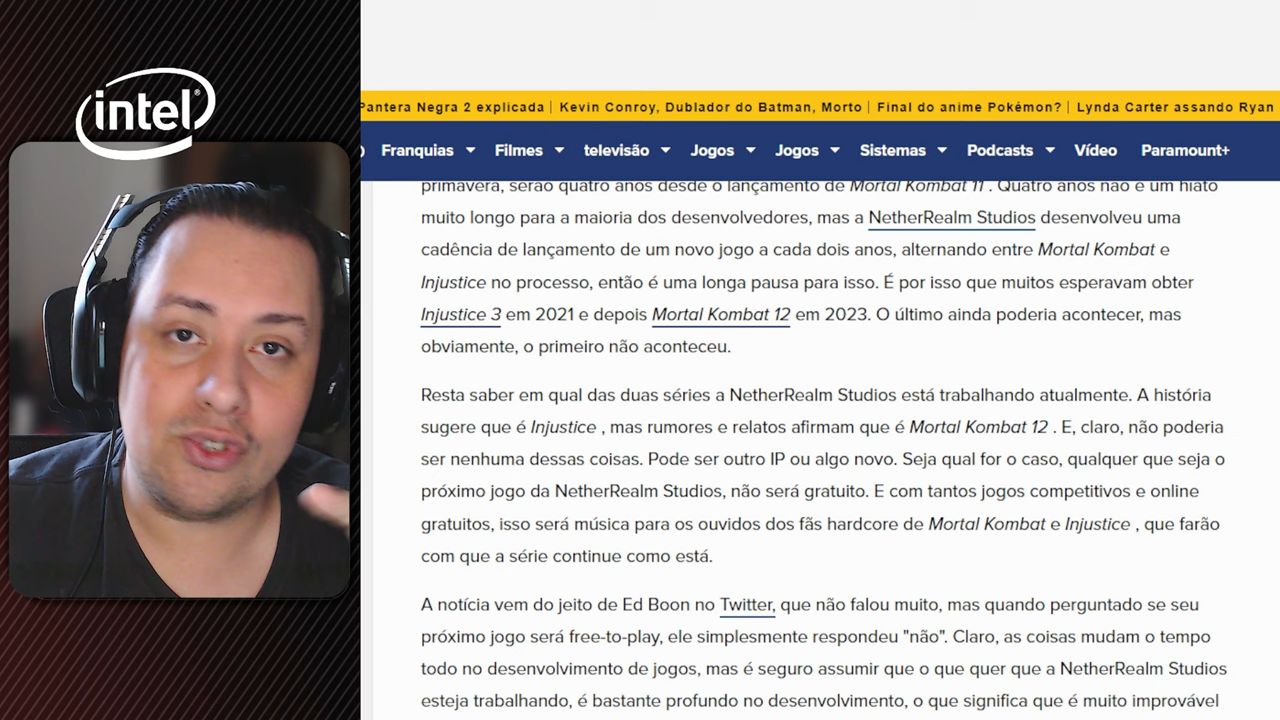 intel
Pantera Negra 2 explicada | Kevin Conroy, Dublador do Batman, Morto | Final do anime Pokémon? | Lynda Carter assando Ryan
Franquias Filmes televisão Jogos Jogos Sistemas Podcasts Vídeo Paramount+
primavera, serão quatro anos desde o lançamento de Mortal Kombat 11 . Quatro anos não é um hiato
muito longo para a maioria dos desenvolvedores, mas a NetherRealm Studios desenvolveu uma
cadência de lançamento de um novo jogo a cada dois anos, alternando entre Mortal Kombat e
Injustice no processo, então é uma longa pausa para isso. É por isso que muitos esperavam obter
Injustice 3 em 2021 e depois Mortal Kombat 12 em 2023. O último ainda poderia acontecer, mas
obviamente, o primeiro não aconteceu.
Resta saber em qual das duas séries a NetherRealm Studios está trabalhando atualmente. A história
sugere que é Injustice , mas rumores e relatos afirmam que é Mortal Kombat 12 . E, claro, não poderia
ser nenhuma dessas coisas. Pode ser outro IP ou algo novo. Seja qual for o caso, qualquer que seja o
próximo jogo da NetherRealm Studios, não será gratuito. E com tantos jogos competitivos e online
gratuitos, isso será música para os ouvidos dos fãs hardcore de Mortal Kombat e Injustice , que farão
com que a série continue como está.
A notícia vem do jeito de Ed Boon no Twitter, que não falou muito, mas quando perguntado se seu
próximo jogo será free-to-play, ele simplesmente respondeu "não". Claro, as coisas mudam o tempo
todo no desenvolvimento de jogos, mas é seguro assumir que o que quer que a NetherRealm Studios
esteja trabalhando, é bastante profundo no desenvolvimento, o que significa que é muito improvável